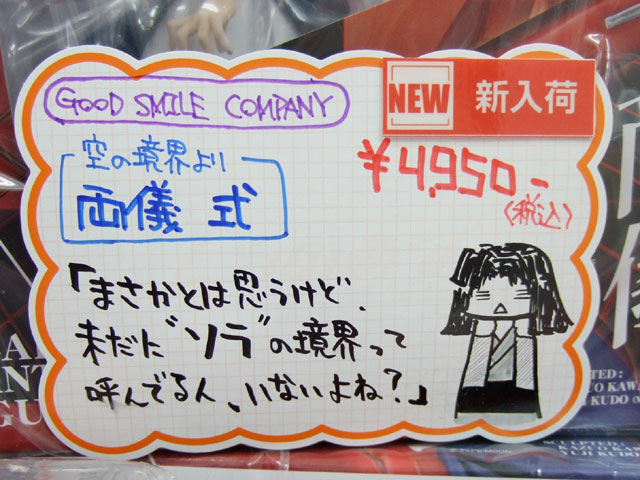 GOOD SMILE COMPANY
NEW 新入荷
空の境界より
両儀 式
¥4,950-
(税込)
「まさかとは思うけど、
未だに"ソラ"の境界って
呼んでる人、いないよね?」